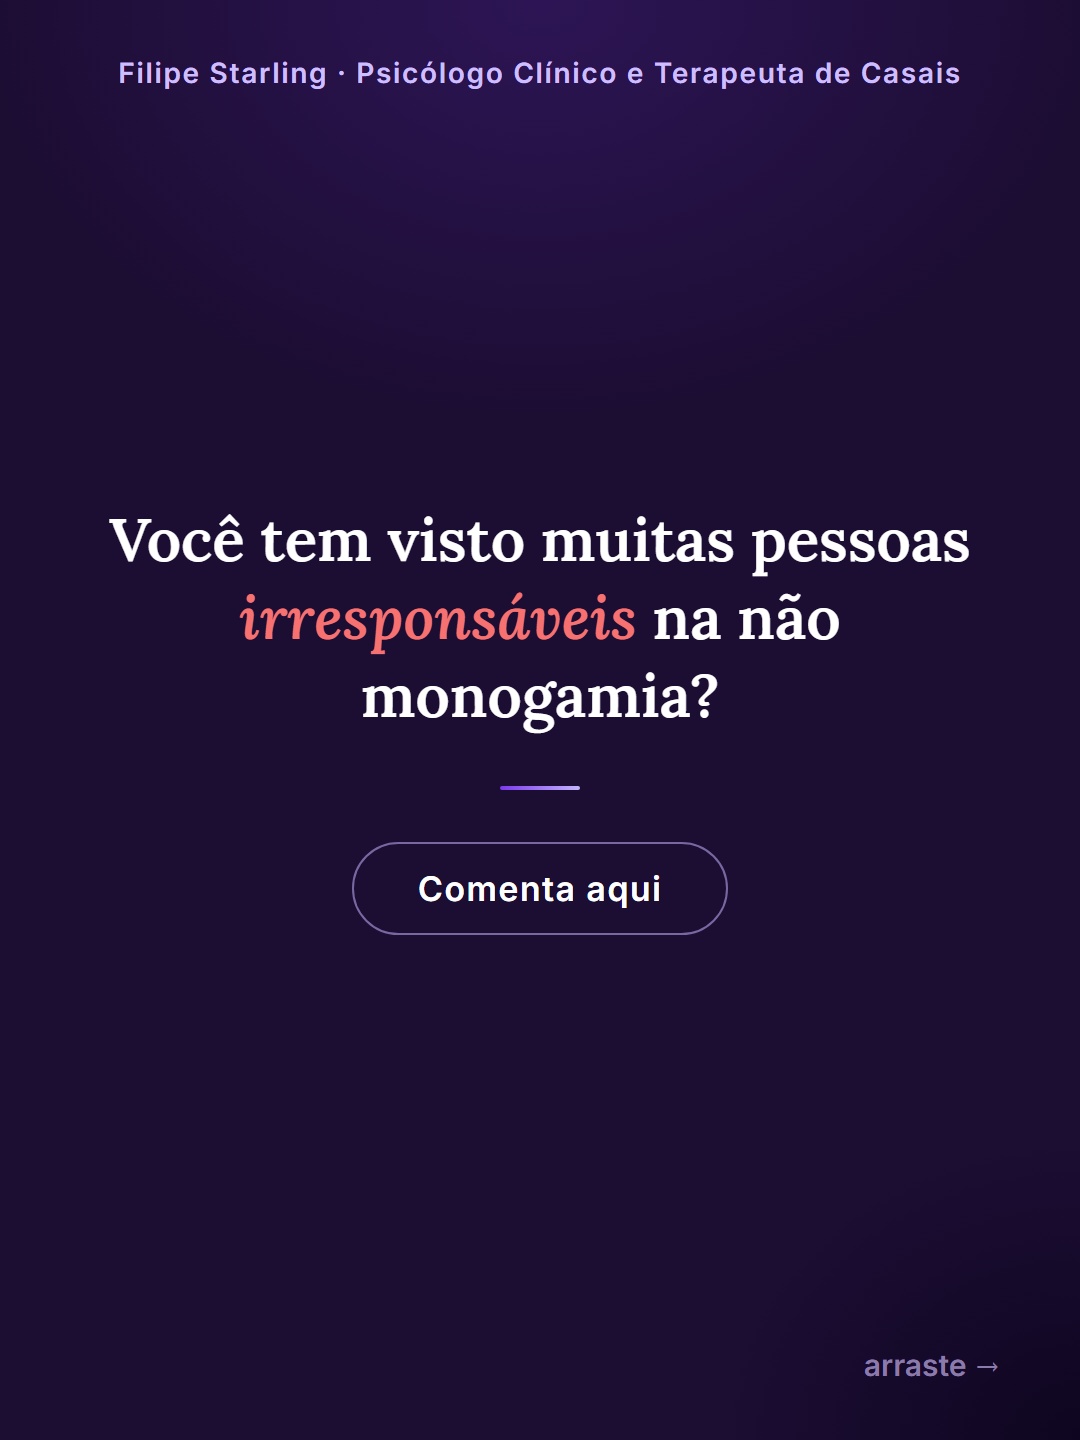 Filipe Starling · Psicólogo Clínico e Terapeuta de Casais
Você tem visto muitas pessoas
irresponsáveis na não
monogamia?
Comenta aqui
arraste →